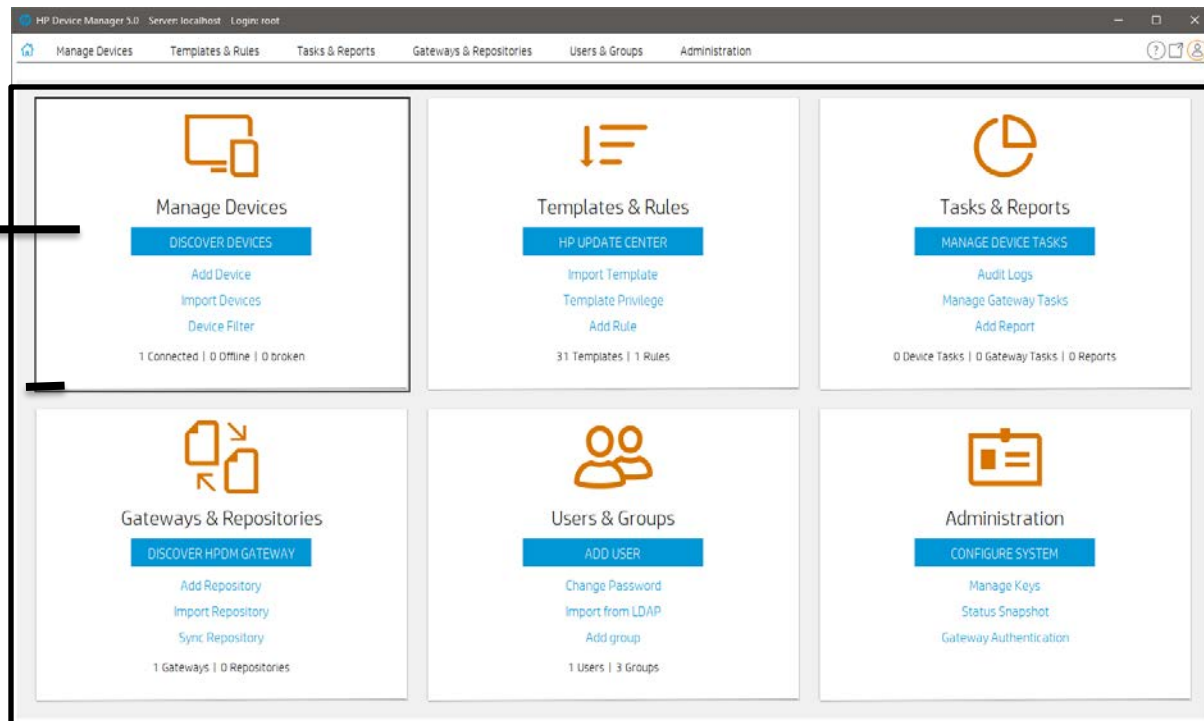 HP Device Manager 5.0 Server: localhost Login: root
Manage Devices Templates & Rules Tasks & Reports Gateways & Repositories Users & Groups Administration
Manage Devices
DISCOVER DEVICES
Add Device
Import Devices
Device Filter
1 Connected | 0 Offline | 0 broken
Templates & Rules
HP UPDATE CENTER
Import Template
Template Privilege
Add Rule
31 Templates | 1 Rules
Tasks & Reports
MANAGE DEVICE TASKS
Audit Logs
Manage Gateway Tasks
Add Report
0 Device Tasks | 0 Gateway Tasks | 0 Reports
Gateways & Repositories
DISCOVER HPDM GATEWAY
Add Repository
Import Repository
Sync Repository
1 Gateways | 0 Repositories
Users & Groups
ADD USER
Change Password
Import from LDAP
Add group
1 Users | 3 Groups
Administration
CONFIGURE SYSTEM
Manage Keys
Status Snapshot
Gateway Authentication